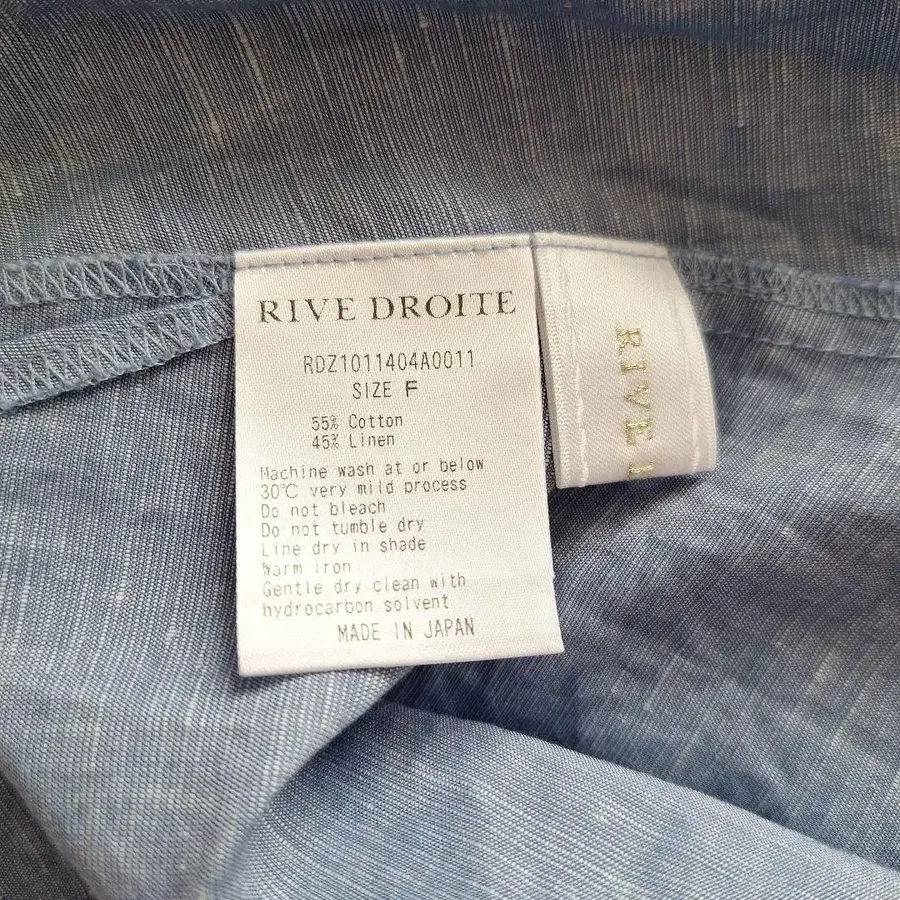 RIVE DROITE
RDZ1011404A0011
SIZE F
55% Cotton
45% Linen
Machine wash at or below
30℃ very mild process
Do not bleach
Do not tumble dry
Line dry in shade
Warm iron
Gentle dry clean with
hydrocarbon solvent
MADE IN JAPAN
RIVE